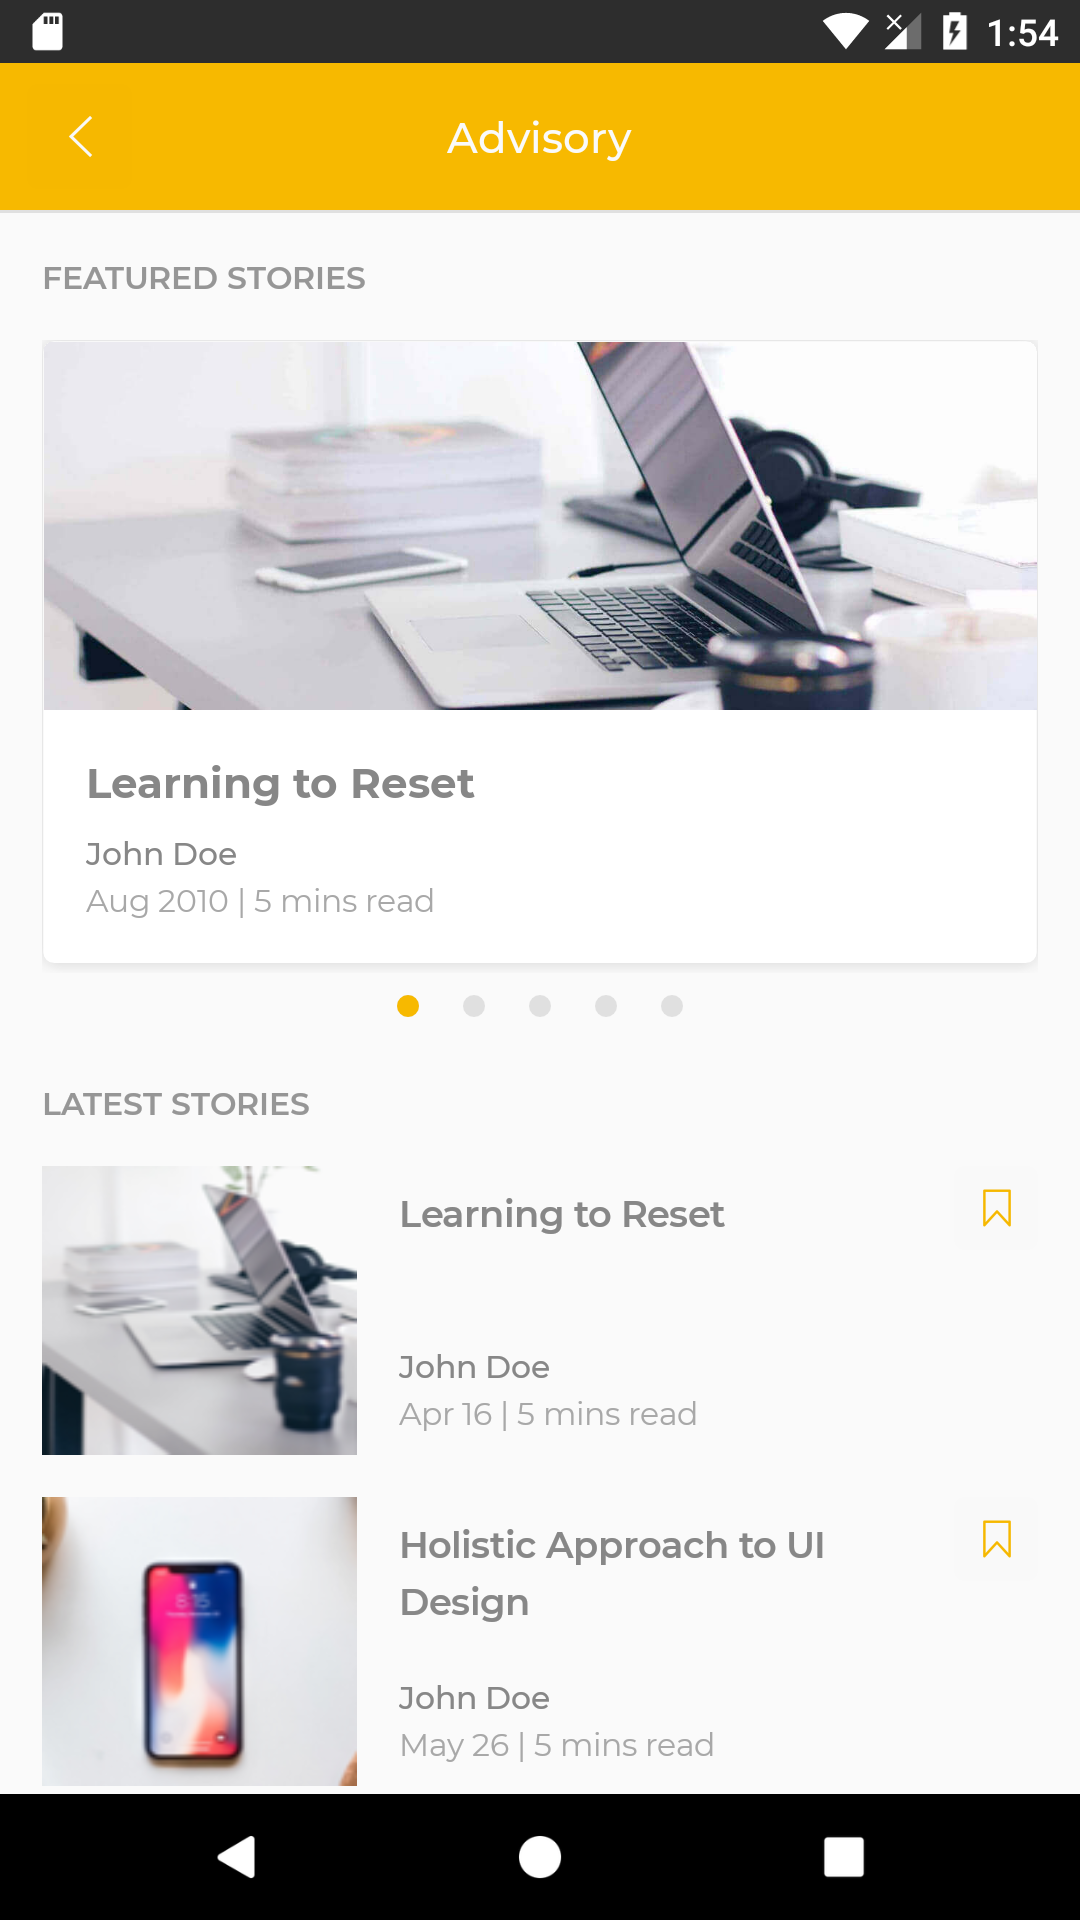 1:54
Advisory
FEATURED STORIES
Learning to Reset
John Doe
Aug 2010 | 5 mins read
LATEST STORIES
Learning to Reset
John Doe
Apr 16 | 5 mins read
8:15
Holistic Approach to UI
Design
John Doe
May 26 | 5 mins read